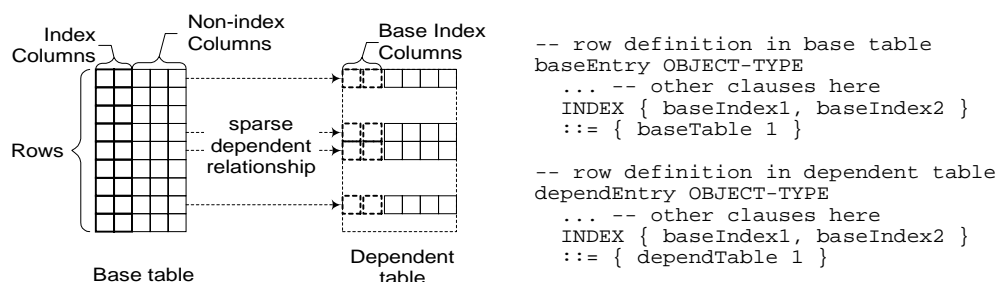 Index
Columns
Non-index
Columns
Base Index
Columns
Rows
sparse
dependent
relationship
Base table
Dependent
table
-- row definition in base table
baseEntry OBJECT-TYPE
... -- other clauses here
INDEX { baseIndex1, baseIndex2 }
::= { baseTable 1 }
-- row definition in dependent table
dependEntry OBJECT-TYPE
... -- other clauses here
INDEX { baseIndex1, baseIndex2 }
::= { dependTable 1 }